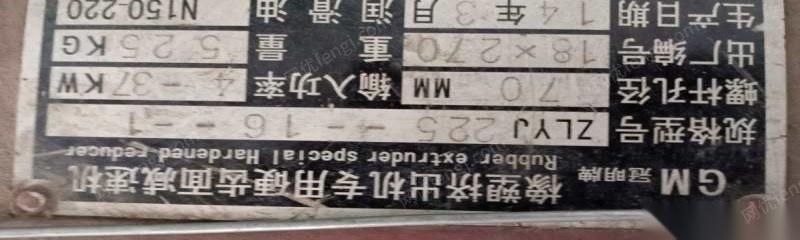 GM 冠明牌 橡塑挤出机专用硬齿面减速机
Rubber extruder special Hardened reducer
规格型号 ZLYJ 225-4-16--1
螺杆孔径 70 MM 输入功率 4-37KW
出厂编号 18×270 重量 525KG
生产日期 14年3月 润滑油 N150-220